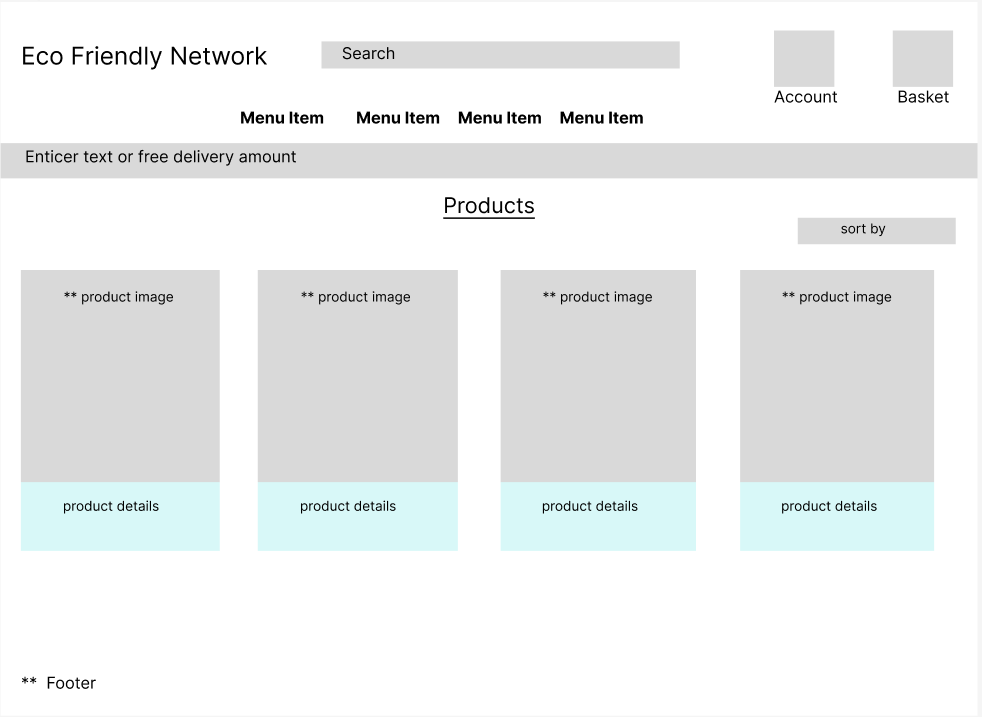 Eco Friendly Network
Search
Account
Basket
Menu Item
Menu Item
Menu Item
Menu Item
Enticer text or free delivery amount
Products
sort by
** product image
** product image
** product image
** product image
product details
product details
product details
product details
** Footer